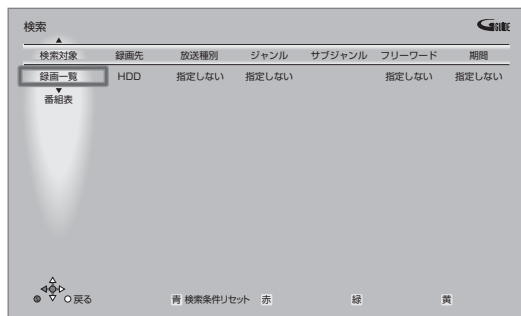 検索
G GUIDE
検索対象 録画先 放送種別 ジャンル サブジャンル フリーワード 期間
録画一覧 HDD 指定しない 指定しない 指定しない 指定しない
番組表
戻る
青 検索条件リセット 赤 緑 黄